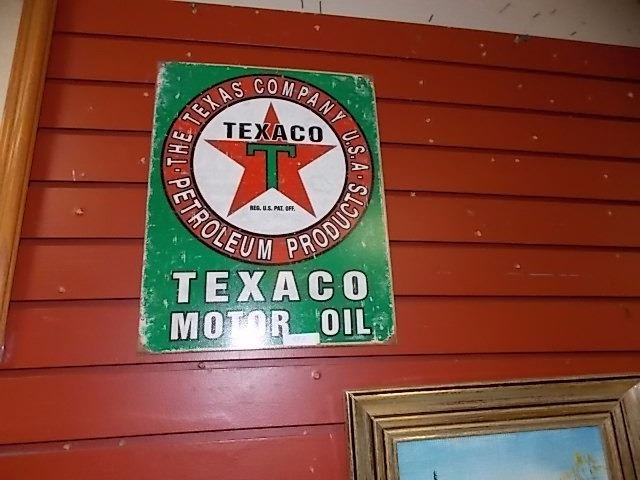 THE TEXAS COMPANY U.S.A.
TEXACO
T
REG. U.S. PAT. OFF.
PETROLEUM PRODUCTS
TEXACO
MOTOR OIL